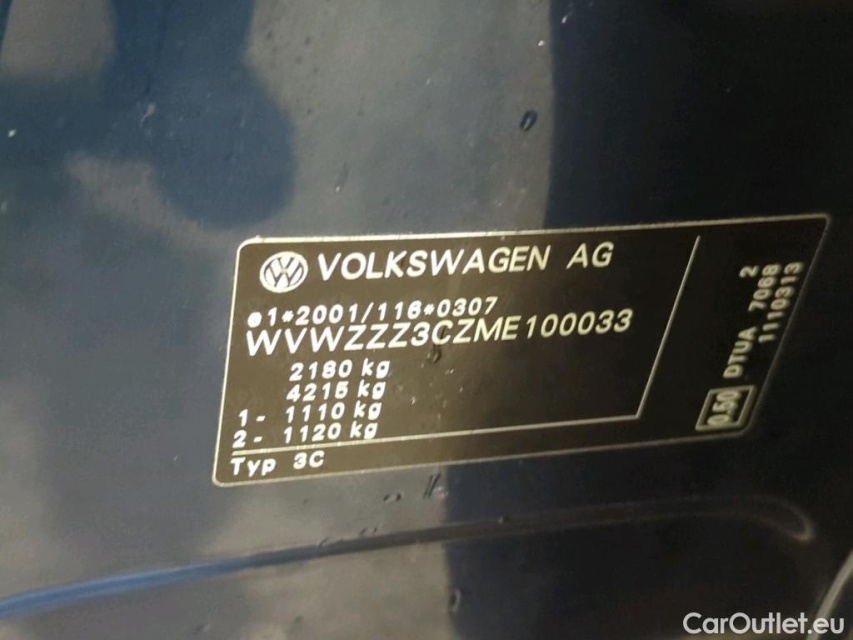 VOLKSWAGEN AG
e1*2001/116*0307
WVWZZZ3CZME100033
2180 kg
4215 kg
1- 1110 kg
2- 1120 kg
Typ 3C
2
DTUA 7068
1110313
0.50
CarOutlet.eu